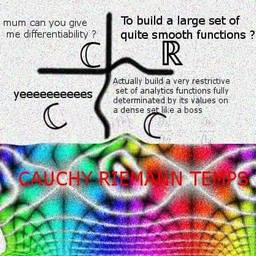 mum can you give
me differentiability ?
To build a large set of
quite smooth functions ?
ℂ
ℝ
yeeeeeeeeees
ℂ
Actually build a very restrictive
set of analytics functions fully
determinated by its values on
a dense set like a boss
ℂ
CAUCHY RIEMANN TEMPS